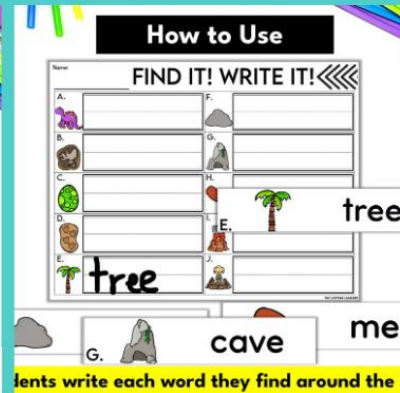 How to Use
Name:
FIND IT! WRITE IT!
A.
F.
B.
G.
C.
H.
D.
I.
E. tree
J.
E. tree
G. cave
me
dents write each word they find around the